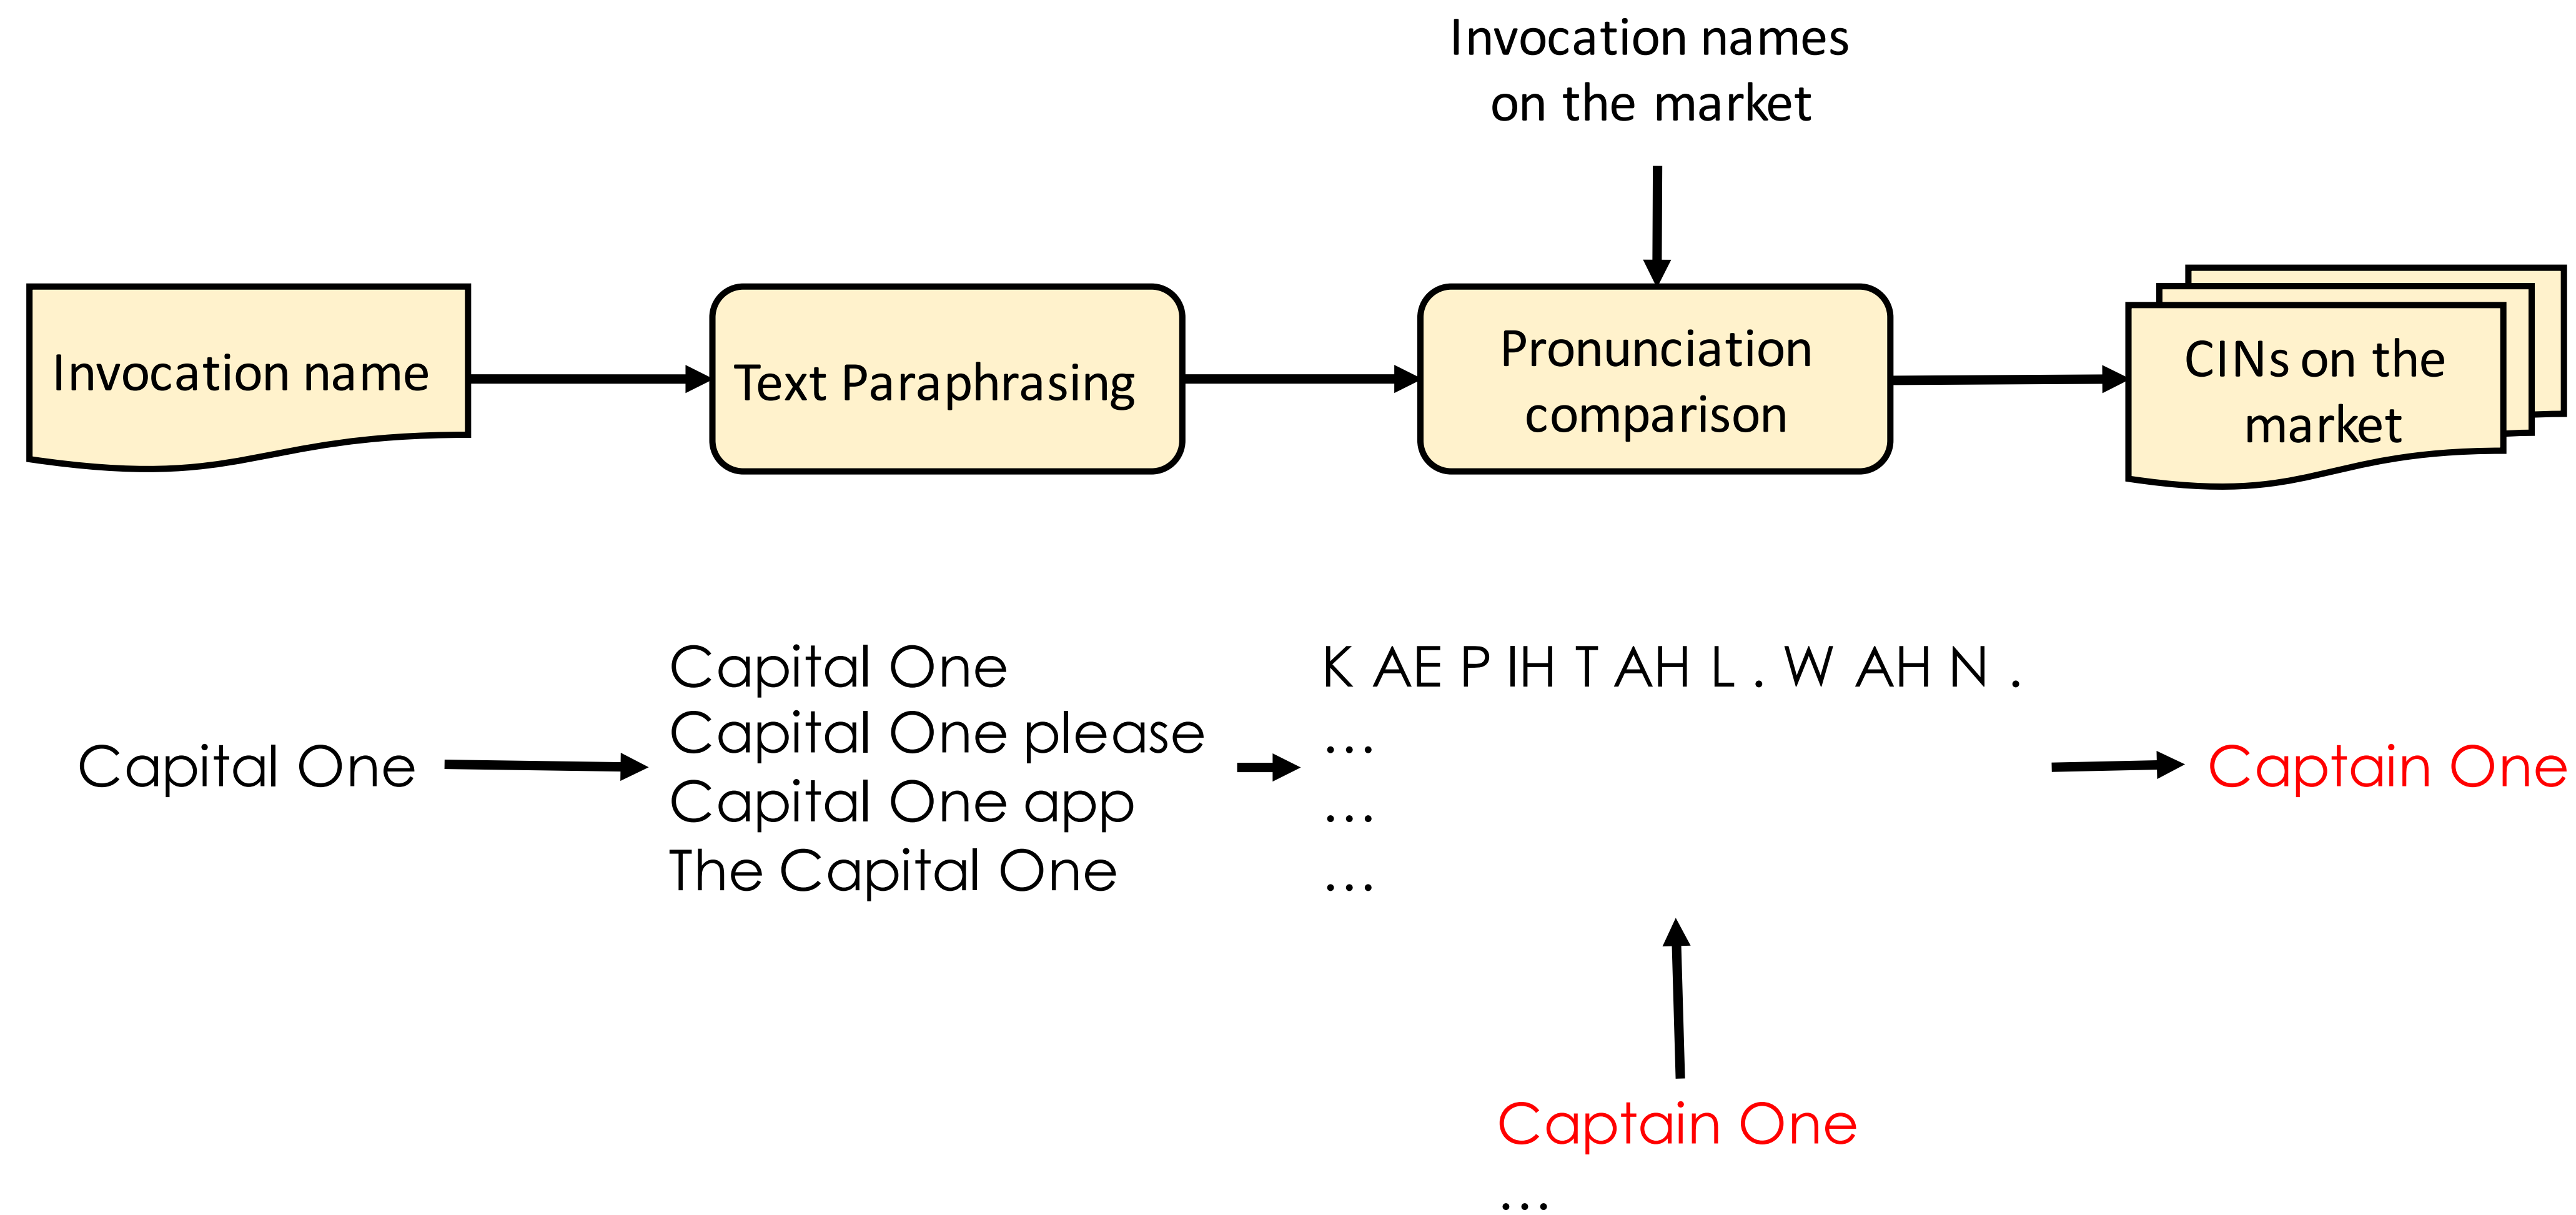 Invocation names
on the market
Invocation name
Text Paraphrasing
Pronunciation
comparison
CINs on the
market
Capital One
Capital One
Capital One please
Capital One app
The Capital One
K AE P IH T AH L . W AH N .
...
...
...
Captain One
Captain One
...